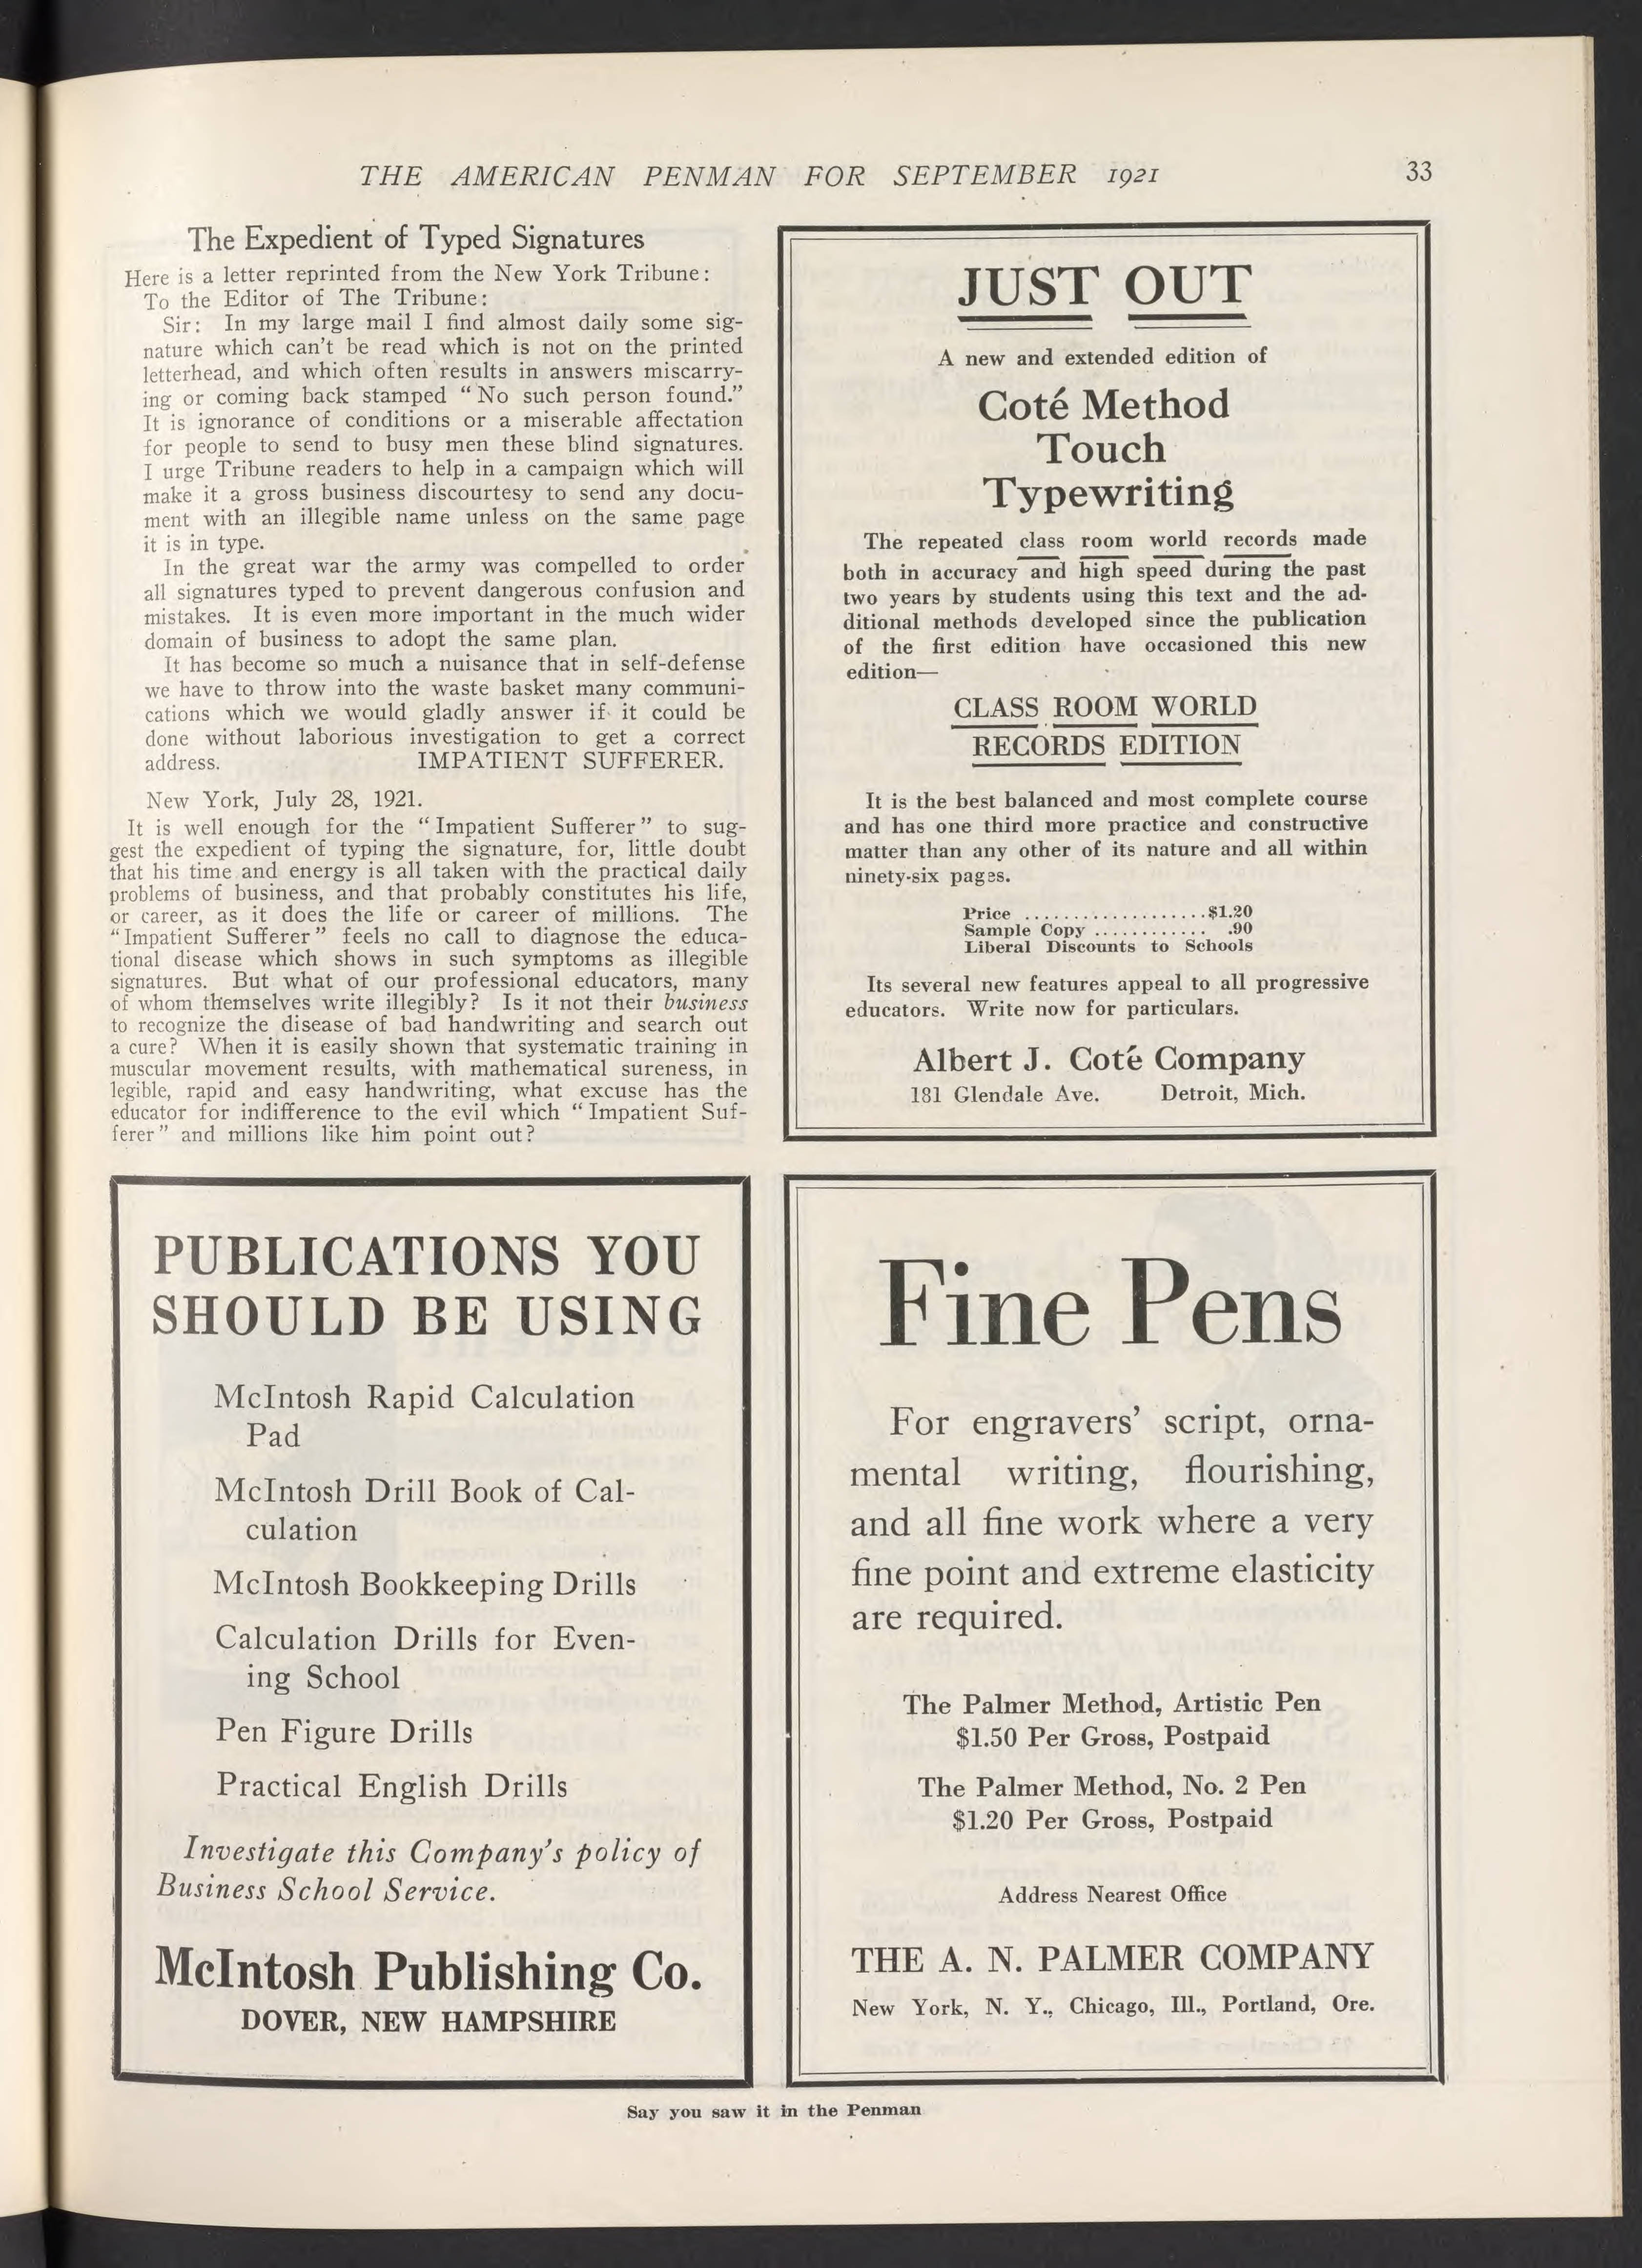 THE AMERICAN PENMAN FOR SEPTEMBER 1921
33
The Expedient of Typed Signatures
Here is a letter reprinted from the New York Tribune:
To the Editor of The Tribune:
Sir: In my large mail I find almost daily some sig-
nature which can't be read which is not on the printed
letterhead, and which often results in answers miscarry-
ing or coming back stamped "No such person found."
It is ignorance of conditions or a miserable affectation
for people to send to busy men these blind signatures.
I urge Tribune readers to help in a campaign which will
make it a gross business discourtesy to send any docu-
ment with an illegible name unless on the same page
it is in type.
In the great war the army was compelled to order
all signatures typed to prevent dangerous confusion and
mistakes. It is even more important in the much wider
domain of business to adopt the same plan.
It has become so much a nuisance that in self-defense
we have to throw into the waste basket many communi-
cations which we would gladly answer if it could be
done without laborious investigation to get a correct
address. IMPATIENT SUFFERER.
New York, July 28, 1921.
It is well enough for the "Impatient Sufferer" to sug-
gest the expedient of typing the signature, for, little doubt
that his time and energy is all taken with the practical daily
problems of business, and that probably constitutes his life,
or career, as it does the life or career of millions. The
"Impatient Sufferer" feels no call to diagnose the educa-
tional disease which shows in such symptoms as illegible
signatures. But what of our professional educators, many
of whom themselves write illegibly? Is it not their business
to recognize the disease of bad handwriting and search out
a cure? When it is easily shown that systematic training in
muscular movement results, with mathematical sureness, in
legible, rapid and easy handwriting, what excuse has the
educator for indifference to the evil which "Impatient Suf-
ferer" and millions like him point out?
JUST OUT
A new and extended edition of
Coté Method
Touch
Typewriting
The repeated class room world records made
both in accuracy and high speed during the past
two years by students using this text and the ad-
ditional methods developed since the publication
of the first edition have occasioned this new
edition—
CLASS ROOM WORLD
RECORDS EDITION
It is the best balanced and most complete course
and has one third more practice and constructive
matter than any other of its nature and all within
ninety-six pages.
Price ................... $1.20
Sample Copy ............ .90
Liberal Discounts to Schools
Its several new features appeal to all progressive
educators. Write now for particulars.
Albert J. Coté Company
181 Glendale Ave. Detroit, Mich.
PUBLICATIONS YOU
SHOULD BE USING
McIntosh Rapid Calculation
Pad
McIntosh Drill Book of Cal-
culation
McIntosh Bookkeeping Drills
Calculation Drills for Even-
ing School
Pen Figure Drills
Practical English Drills
Investigate this Company's policy of
Business School Service.
McIntosh Publishing Co.
DOVER, NEW HAMPSHIRE
Fine Pens
For engravers' script, orna-
mental writing, flourishing,
and all fine work where a very
fine point and extreme elasticity
are required.
The Palmer Method, Artistic Pen
$1.50 Per Gross, Postpaid
The Palmer Method, No. 2 Pen
$1.20 Per Gross, Postpaid
Address Nearest Office
THE A. N. PALMER COMPANY
New York, N. Y., Chicago, Ill., Portland, Ore.
Say you saw it in the Penman